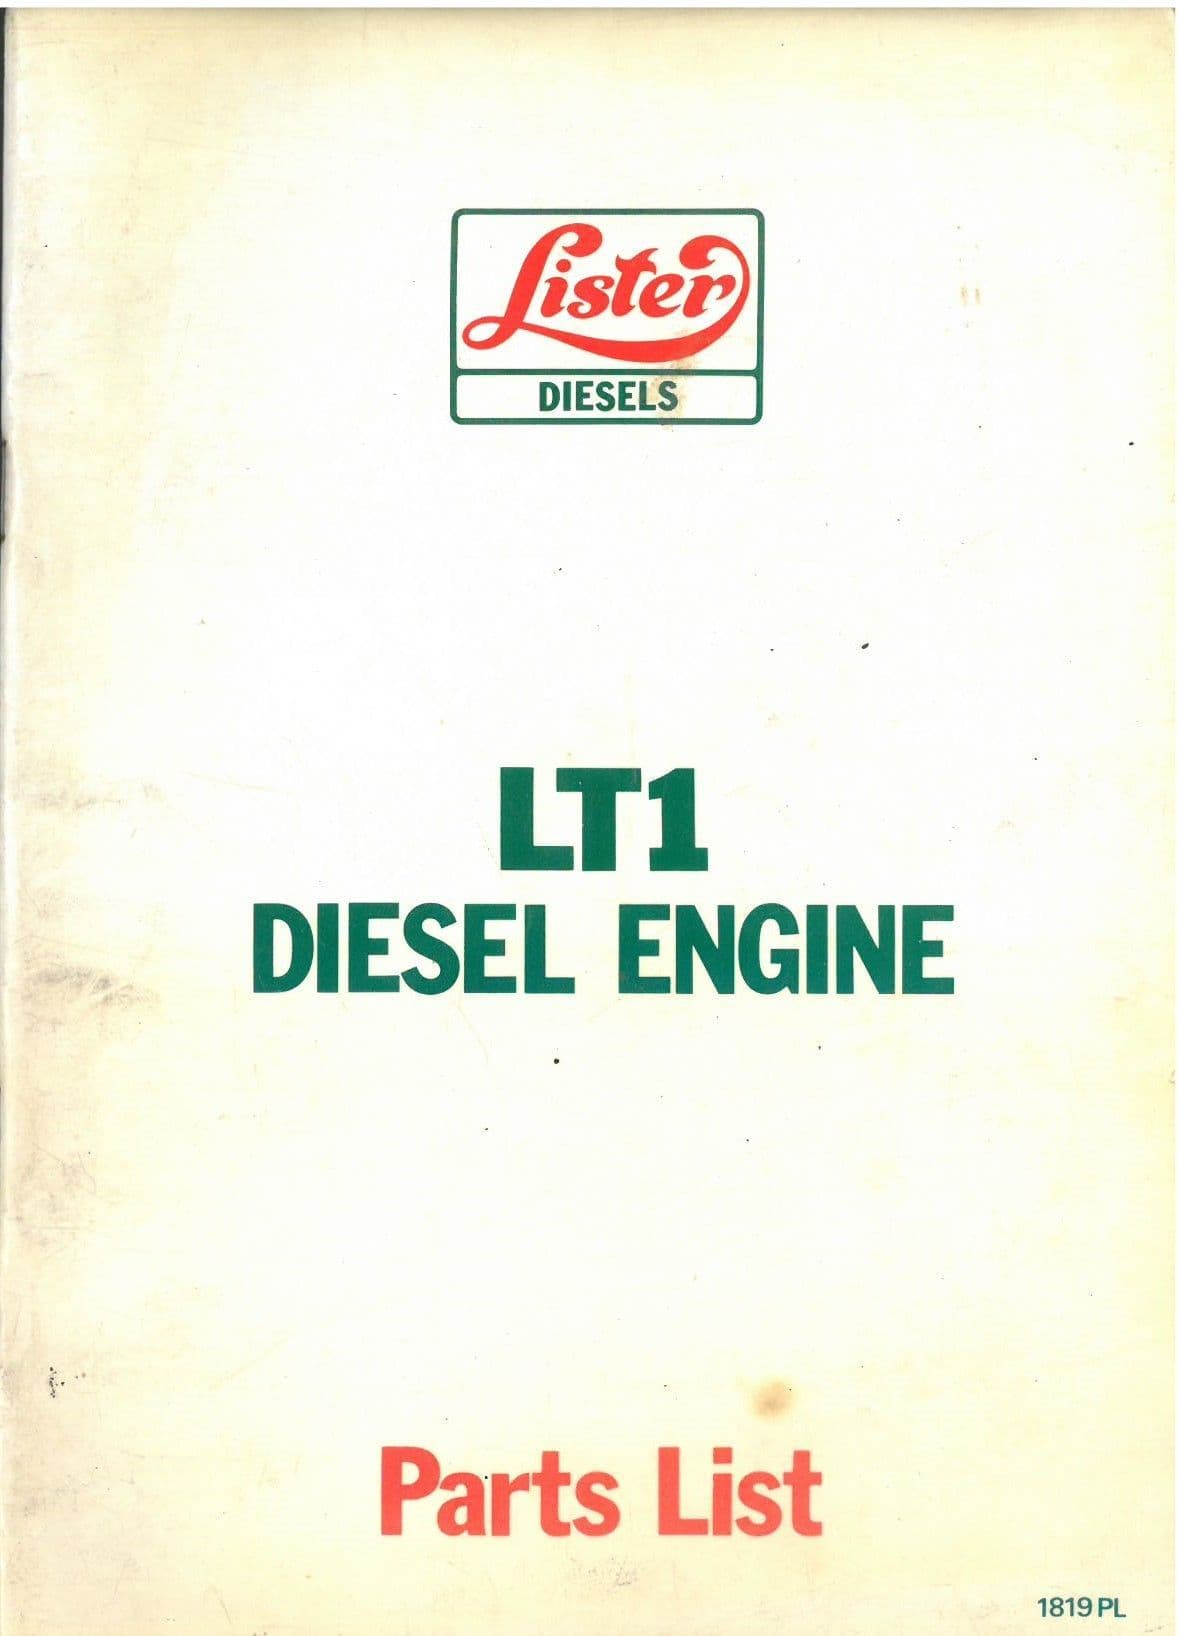 Lister
DIESELS
LT1
DIESEL ENGINE
Parts List
1819 PL